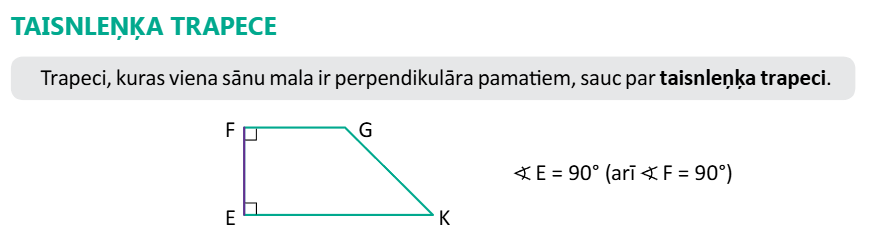 TAISNLEŅĶA TRAPECE
Trapeci, kuras viena sānu mala ir perpendikulāra pamatiem, sauc par taisnleņķa trapeci.
F
G
∢ E = 90° (arī ∢ F = 90°)
E
K